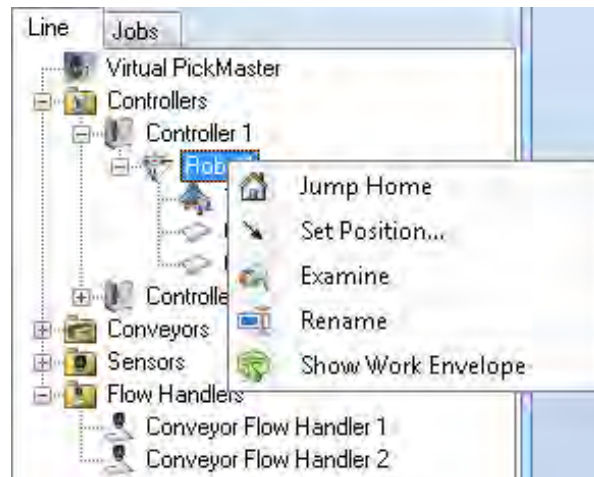 Line Jobs
Virtual PickMaster
Controllers
Controller 1
Jump Home
Set Position...
Examine
Rename
Show Work Envelope
Conveyors
Sensors
Flow Handlers
Conveyor Flow Handler 1
Conveyor Flow Handler 2